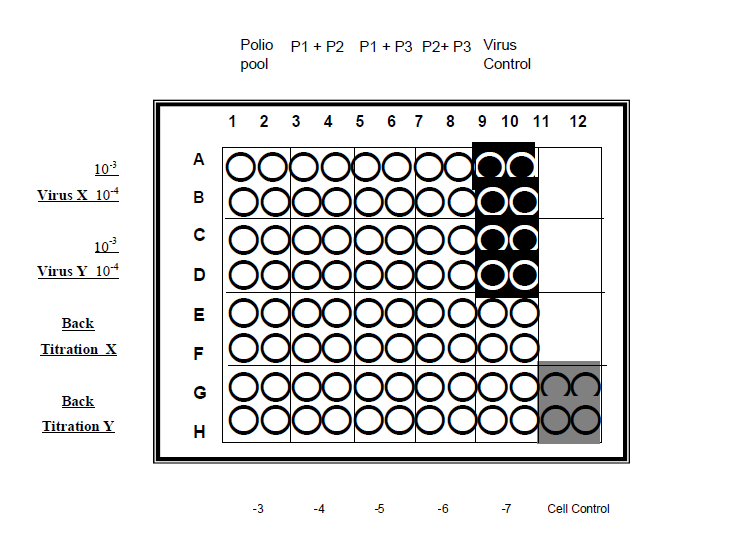 Polio pool P1 + P2 P1 + P3 P2+ P3 Virus Control
1 2 3 4 5 6 7 8 9 10 11 12
A
10⁻³
B
Virus X 10⁻⁴
C
10⁻³
D
Virus Y 10⁻⁴
E
Back
F
Titration X
G
Back
H
Titration Y
-3 -4 -5 -6 -7 Cell Control